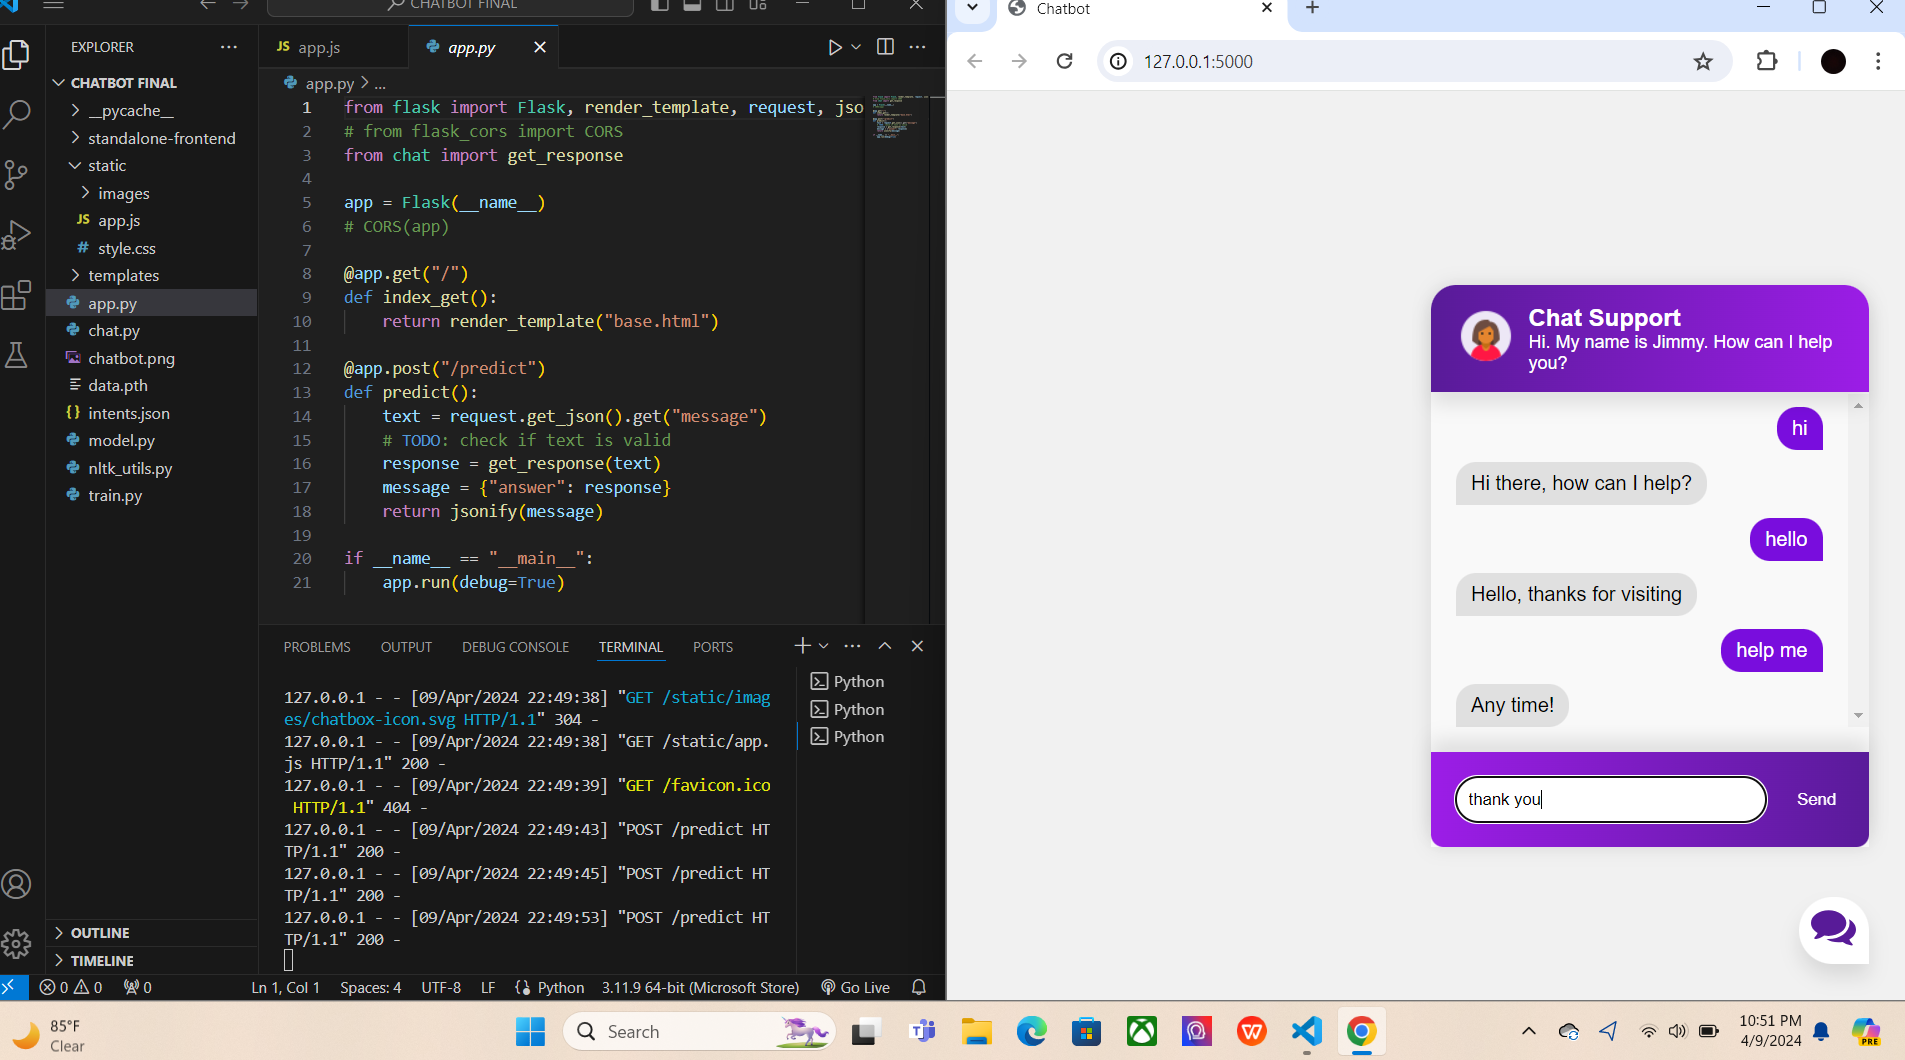 CHATBOT FINAL
EXPLORER
CHATBOT FINAL
__pycache__
standalone-frontend
static
images
JS app.js
# style.css
templates
app.py
chat.py
chatbot.png
data.pth
{} intents.json
model.py
nltk_utils.py
train.py
OUTLINE
TIMELINE
JS app.js
app.py
app.py > ...
1 from flask import Flask, render_template, request, jso
2 # from flask_cors import CORS
3 from chat import get_response
4
5 app = Flask(__name__)
6 # CORS(app)
7
8 @app.get("/")
9 def index_get():
10 return render_template("base.html")
11
12 @app.post("/predict")
13 def predict():
14 text = request.get_json().get("message")
15 # TODO: check if text is valid
16 response = get_response(text)
17 message = {"answer": response}
18 return jsonify(message)
19
20 if __name__ == "__main__":
21 app.run(debug=True)
PROBLEMS OUTPUT DEBUG CONSOLE TERMINAL PORTS
127.0.0.1 - - [09/Apr/2024 22:49:38] "GET /static/imag
es/chatbox-icon.svg HTTP/1.1" 304 -
127.0.0.1 - - [09/Apr/2024 22:49:38] "GET /static/app.
js HTTP/1.1" 200 -
127.0.0.1 - - [09/Apr/2024 22:49:39] "GET /favicon.ico
HTTP/1.1" 404 -
127.0.0.1 - - [09/Apr/2024 22:49:43] "POST /predict HT
TP/1.1" 200 -
127.0.0.1 - - [09/Apr/2024 22:49:45] "POST /predict HT
TP/1.1" 200 -
127.0.0.1 - - [09/Apr/2024 22:49:53] "POST /predict HT
TP/1.1" 200 -
Python
Python
Python
0 0 0 Ln 1, Col 1 Spaces: 4 UTF-8 LF Python 3.11.9 64-bit (Microsoft Store) Go Live
Chatbot
127.0.0.1:5000
Chat Support
Hi. My name is Jimmy. How can I help
you?
hi
Hi there, how can I help?
hello
Hello, thanks for visiting
help me
Any time!
thank you
Send
85°F
Clear
Search
10:51 PM
4/9/2024
PRE